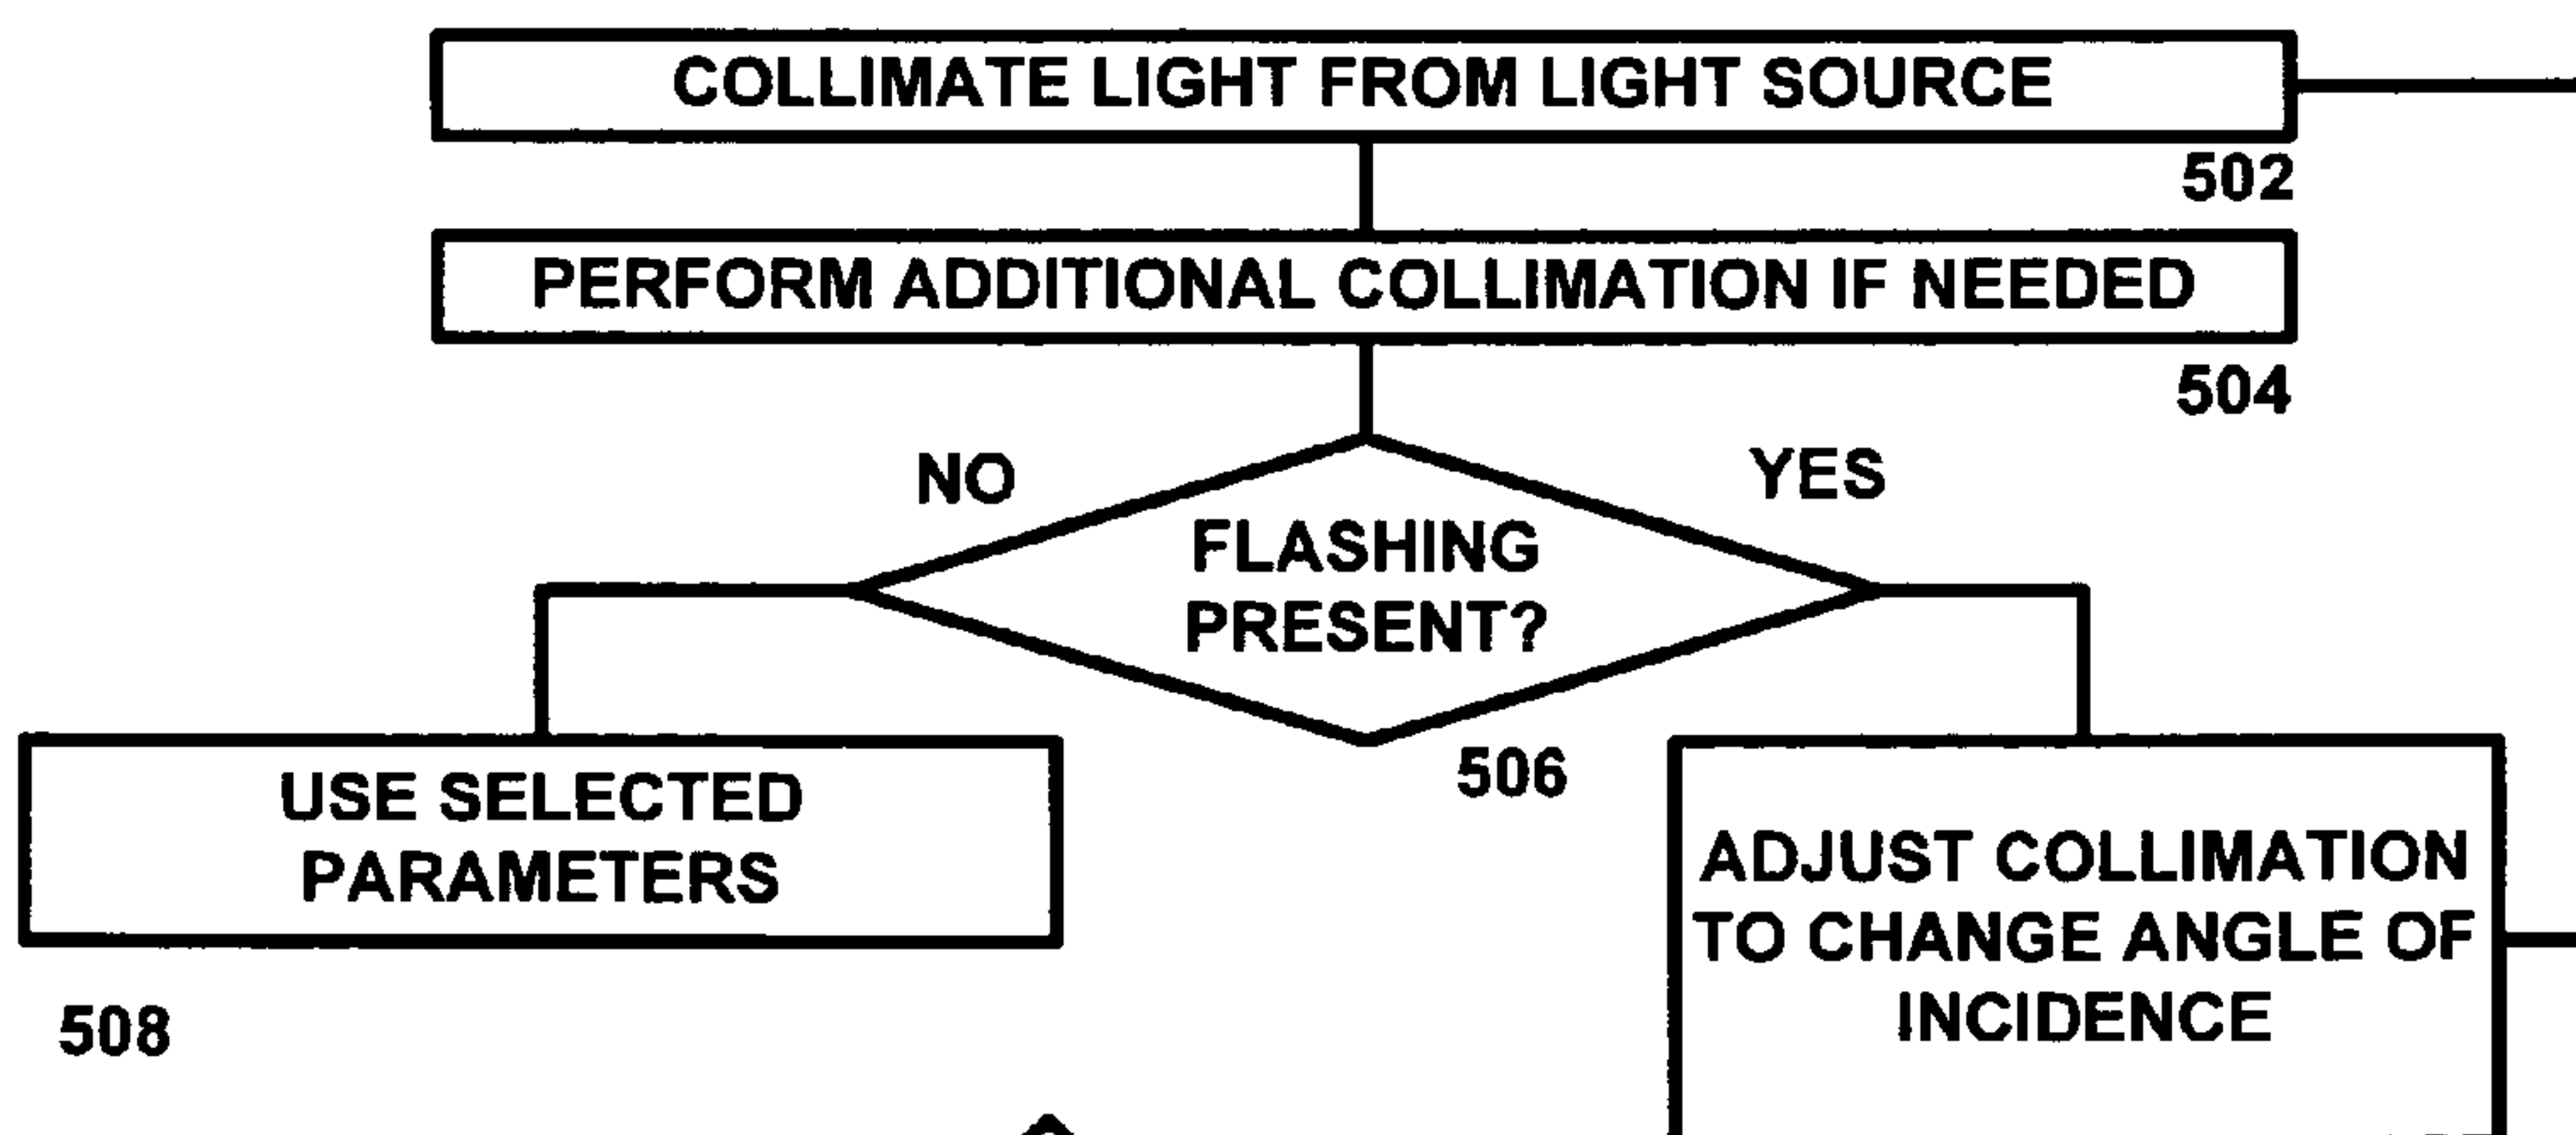 COLLIMATE LIGHT FROM LIGHT SOURCE
502
PERFORM ADDITIONAL COLLIMATION IF NEEDED
504
NO
YES
FLASHING
PRESENT?
506
USE SELECTED
PARAMETERS
508
ADJUST COLLIMATION
TO CHANGE ANGLE OF
INCIDENCE